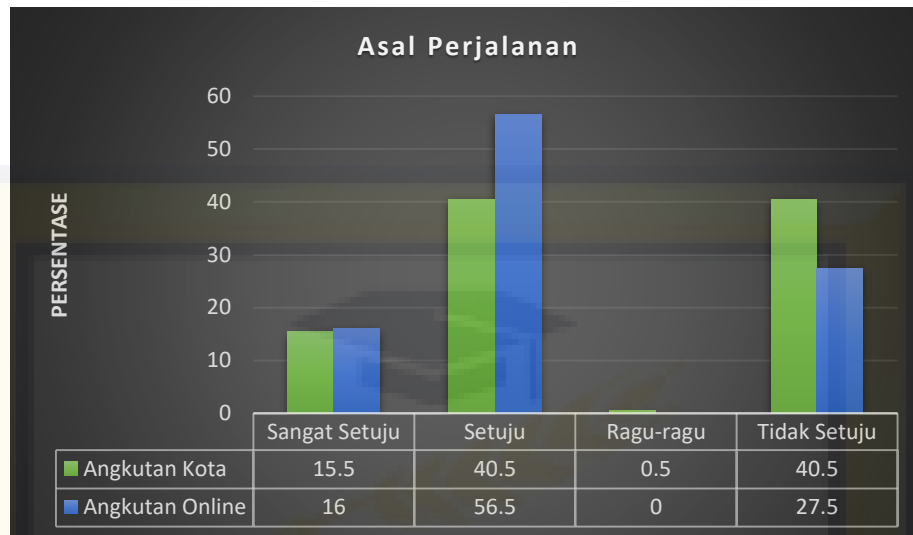 Asal Perjalanan
PERSENTASE
60
50
40
30
20
10
0
Sangat Setuju Setuju Ragu-ragu Tidak Setuju
Angkutan Kota 15.5 40.5 0.5 40.5
Angkutan Online 16 56.5 0 27.5